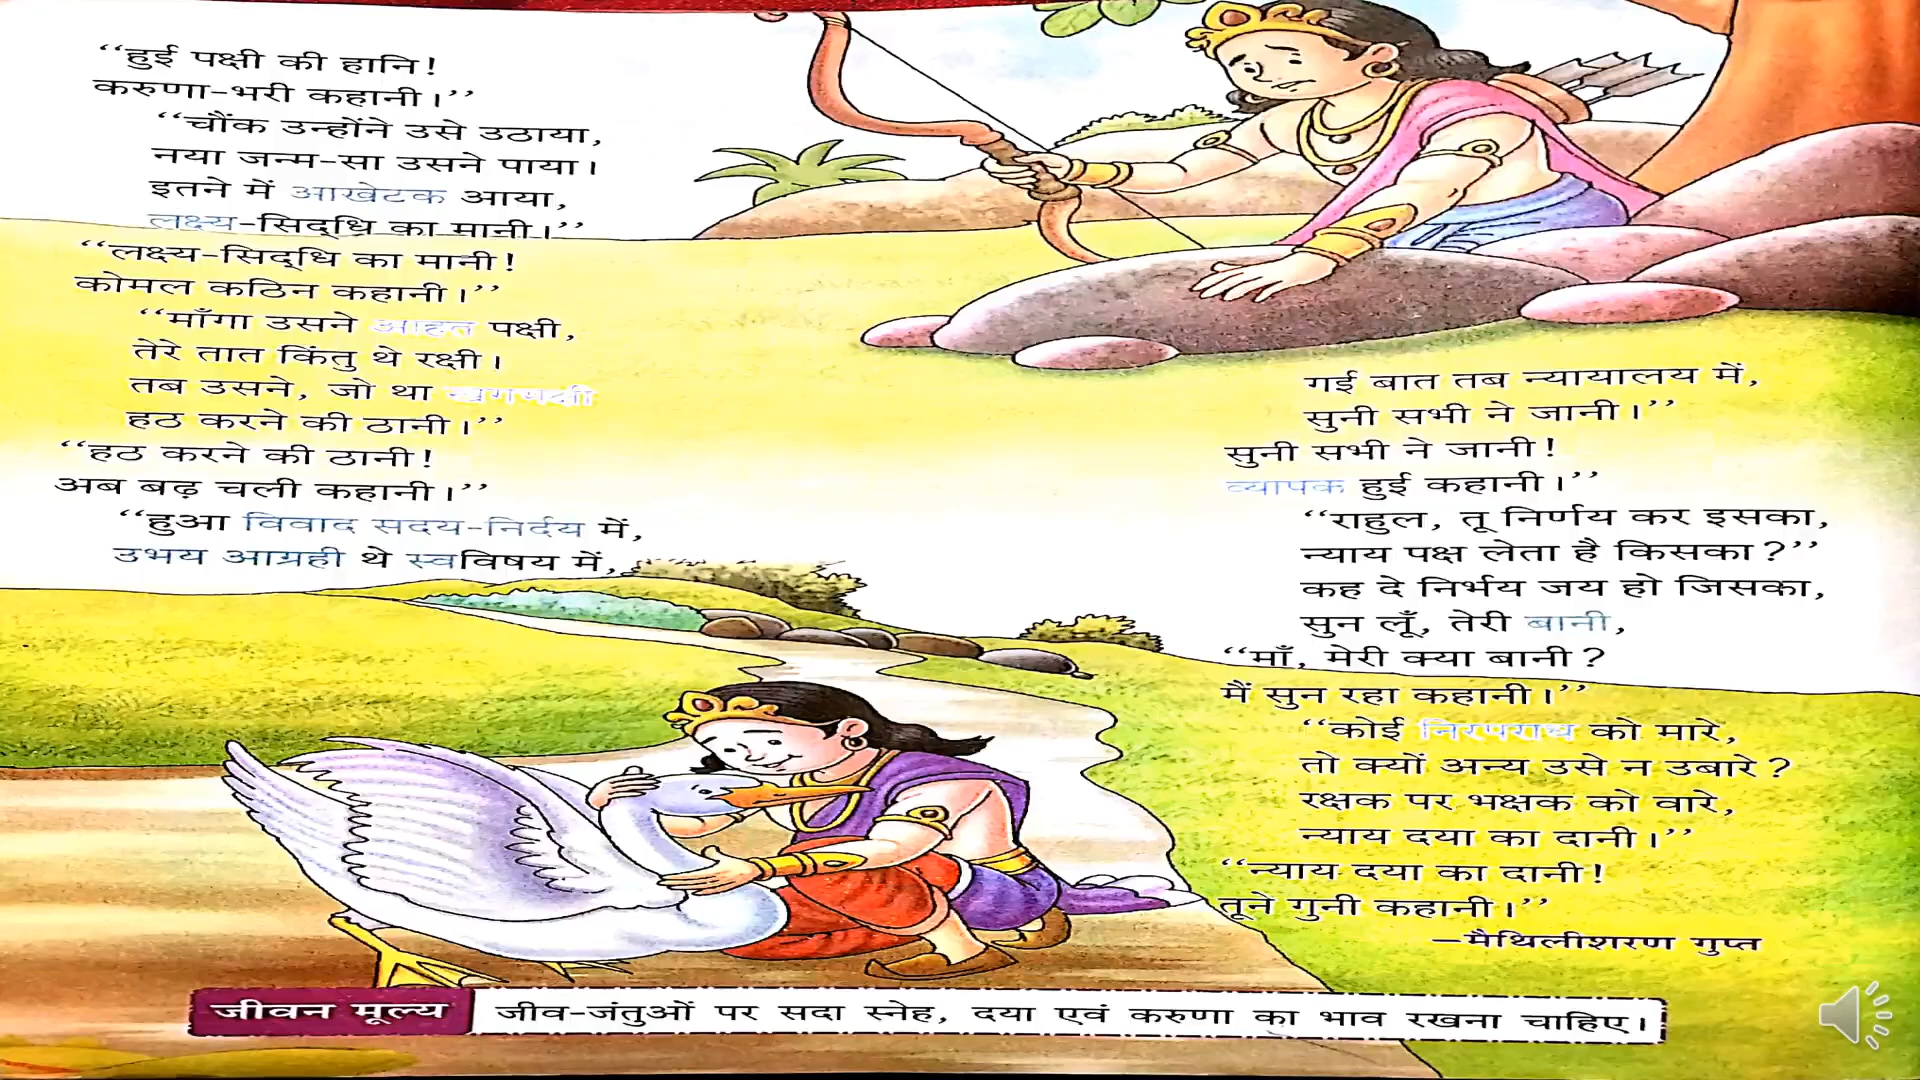 ‘‘हुई पक्षी की हानि!
करुणा-भरी कहानी।’’
‘‘चौंक उन्होंने उसे उठाया,
नया जन्म-सा उसने पाया।
इतने में आखेटक आया,
लक्ष्य-सिद्धि का मानी।’’
‘‘लक्ष्य-सिद्धि का मानी!
कोमल कठिन कहानी।’’
‘‘माँगा उसने आहत पक्षी,
तेरे तात किंतु थे रक्षी।
तब उसने, जो था खगभक्षी
हठ करने की ठानी।’’
‘‘हठ करने की ठानी!
अब बढ़ चली कहानी।’’
‘‘हुआ विवाद सदय-निर्दय में,
उभय आग्रही थे स्वविषय में,
गई बात तब न्यायालय में,
सुनी सभी ने जानी।’’
सुनी सभी ने जानी!
व्यापक हुई कहानी।’’
‘‘राहुल, तू निर्णय कर इसका,
न्याय पक्ष लेता है किसका?’’
कह दे निर्भय जय हो जिसका,
सुन लूँ, तेरी बानी,
‘‘माँ, मेरी क्या बानी?
मैं सुन रहा कहानी।’’
‘‘कोई निरपराध को मारे,
तो क्यों अन्य उसे न उबारे?
रक्षक पर भक्षक को वारे,
न्याय दया का दानी।’’
‘‘न्याय दया का दानी!
तूने गुनी कहानी।’’
–मैथिलीशरण गुप्त
जीवन मूल्य जीव-जंतुओं पर सदा स्नेह, दया एवं करुणा का भाव रखना चाहिए।